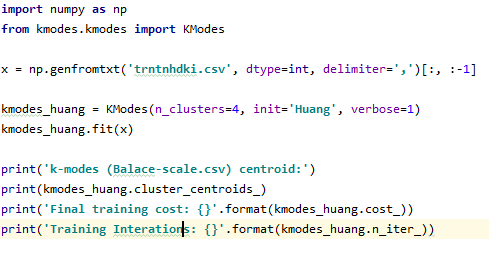 import numpy as np
from kmodes.kmodes import KModes
x = np.genfromtxt('trntnhdki.csv', dtype=int, delimiter=',')[:, :-1]
kmodes_huang = KModes(n_clusters=4, init='Huang', verbose=1)
kmodes_huang.fit(x)
print('k-modes (Balace-scale.csv) centroid:')
print(kmodes_huang.cluster_centroids_)
print('Final training cost: {}'.format(kmodes_huang.cost_))
print('Training Interations: {}'.format(kmodes_huang.n_iter_))